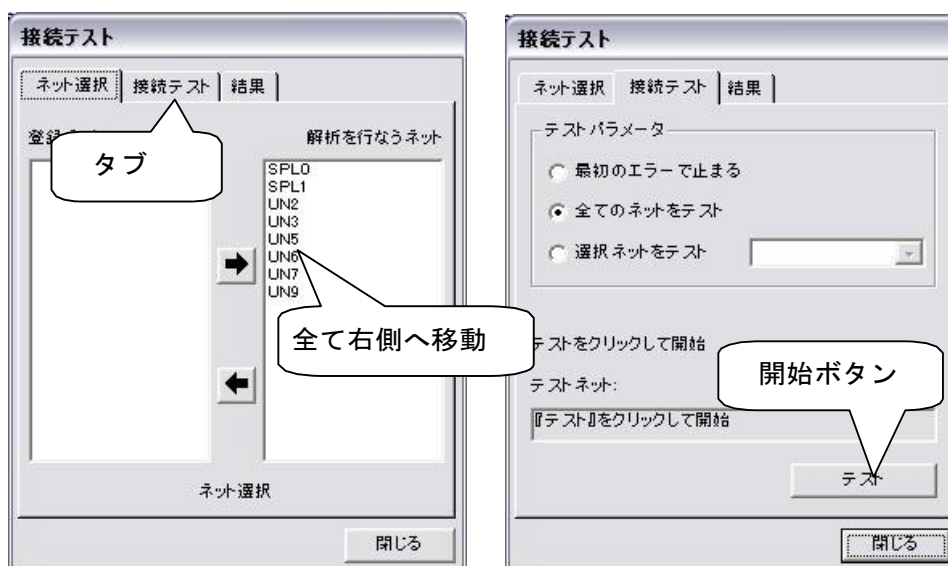 接続テスト
ネット選択 接続テスト 結果
タブ
解析を行なうネット
SPL0
SPL1
UN2
UN3
UN5
UN6
UN7
UN9
全て右側へ移動
ネット選択
閉じる
接続テスト
ネット選択 接続テスト 結果
テストパラメータ
最初のエラーで止まる
全てのネットをテスト
選択ネットをテスト
テストをクリックして開始
開始ボタン
テストネット:
『テスト』をクリックして開始
テスト
閉じる